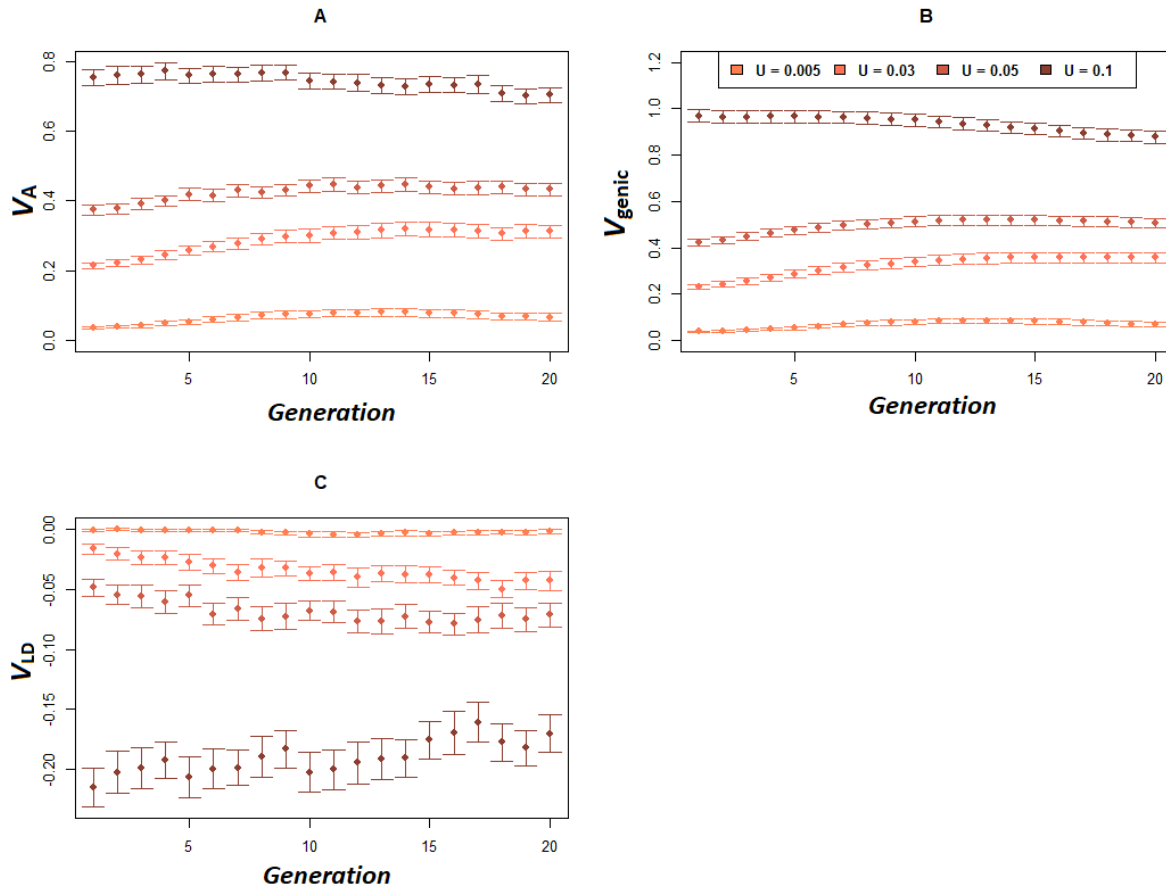 A
V_A
0.0 0.2 0.4 0.6 0.8
5 10 15 20
Generation
B
V_genic
0.0 0.2 0.4 0.6 0.8 1.0 1.2
U = 0.005 U = 0.03 U = 0.05 U = 0.1
5 10 15 20
Generation
C
V_LD
-0.20 -0.15 -0.10 -0.05 0.00
5 10 15 20
Generation